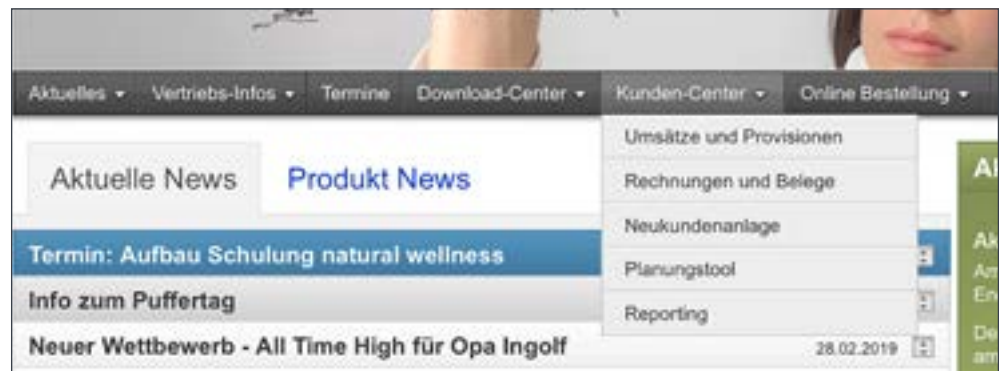 Aktuelles Vertriebs-Infos Termine Download-Center Kunden-Center Online Bestellung
Umsätze und Provisionen
Rechnungen und Belege
Neukundenanlage
Planungstool
Reporting
Aktuelle News Produkt News
Termin: Aufbau Schulung natural wellness
Info zum Puffertag
Neuer Wettbewerb - All Time High für Opa Ingolf 28.02.2019